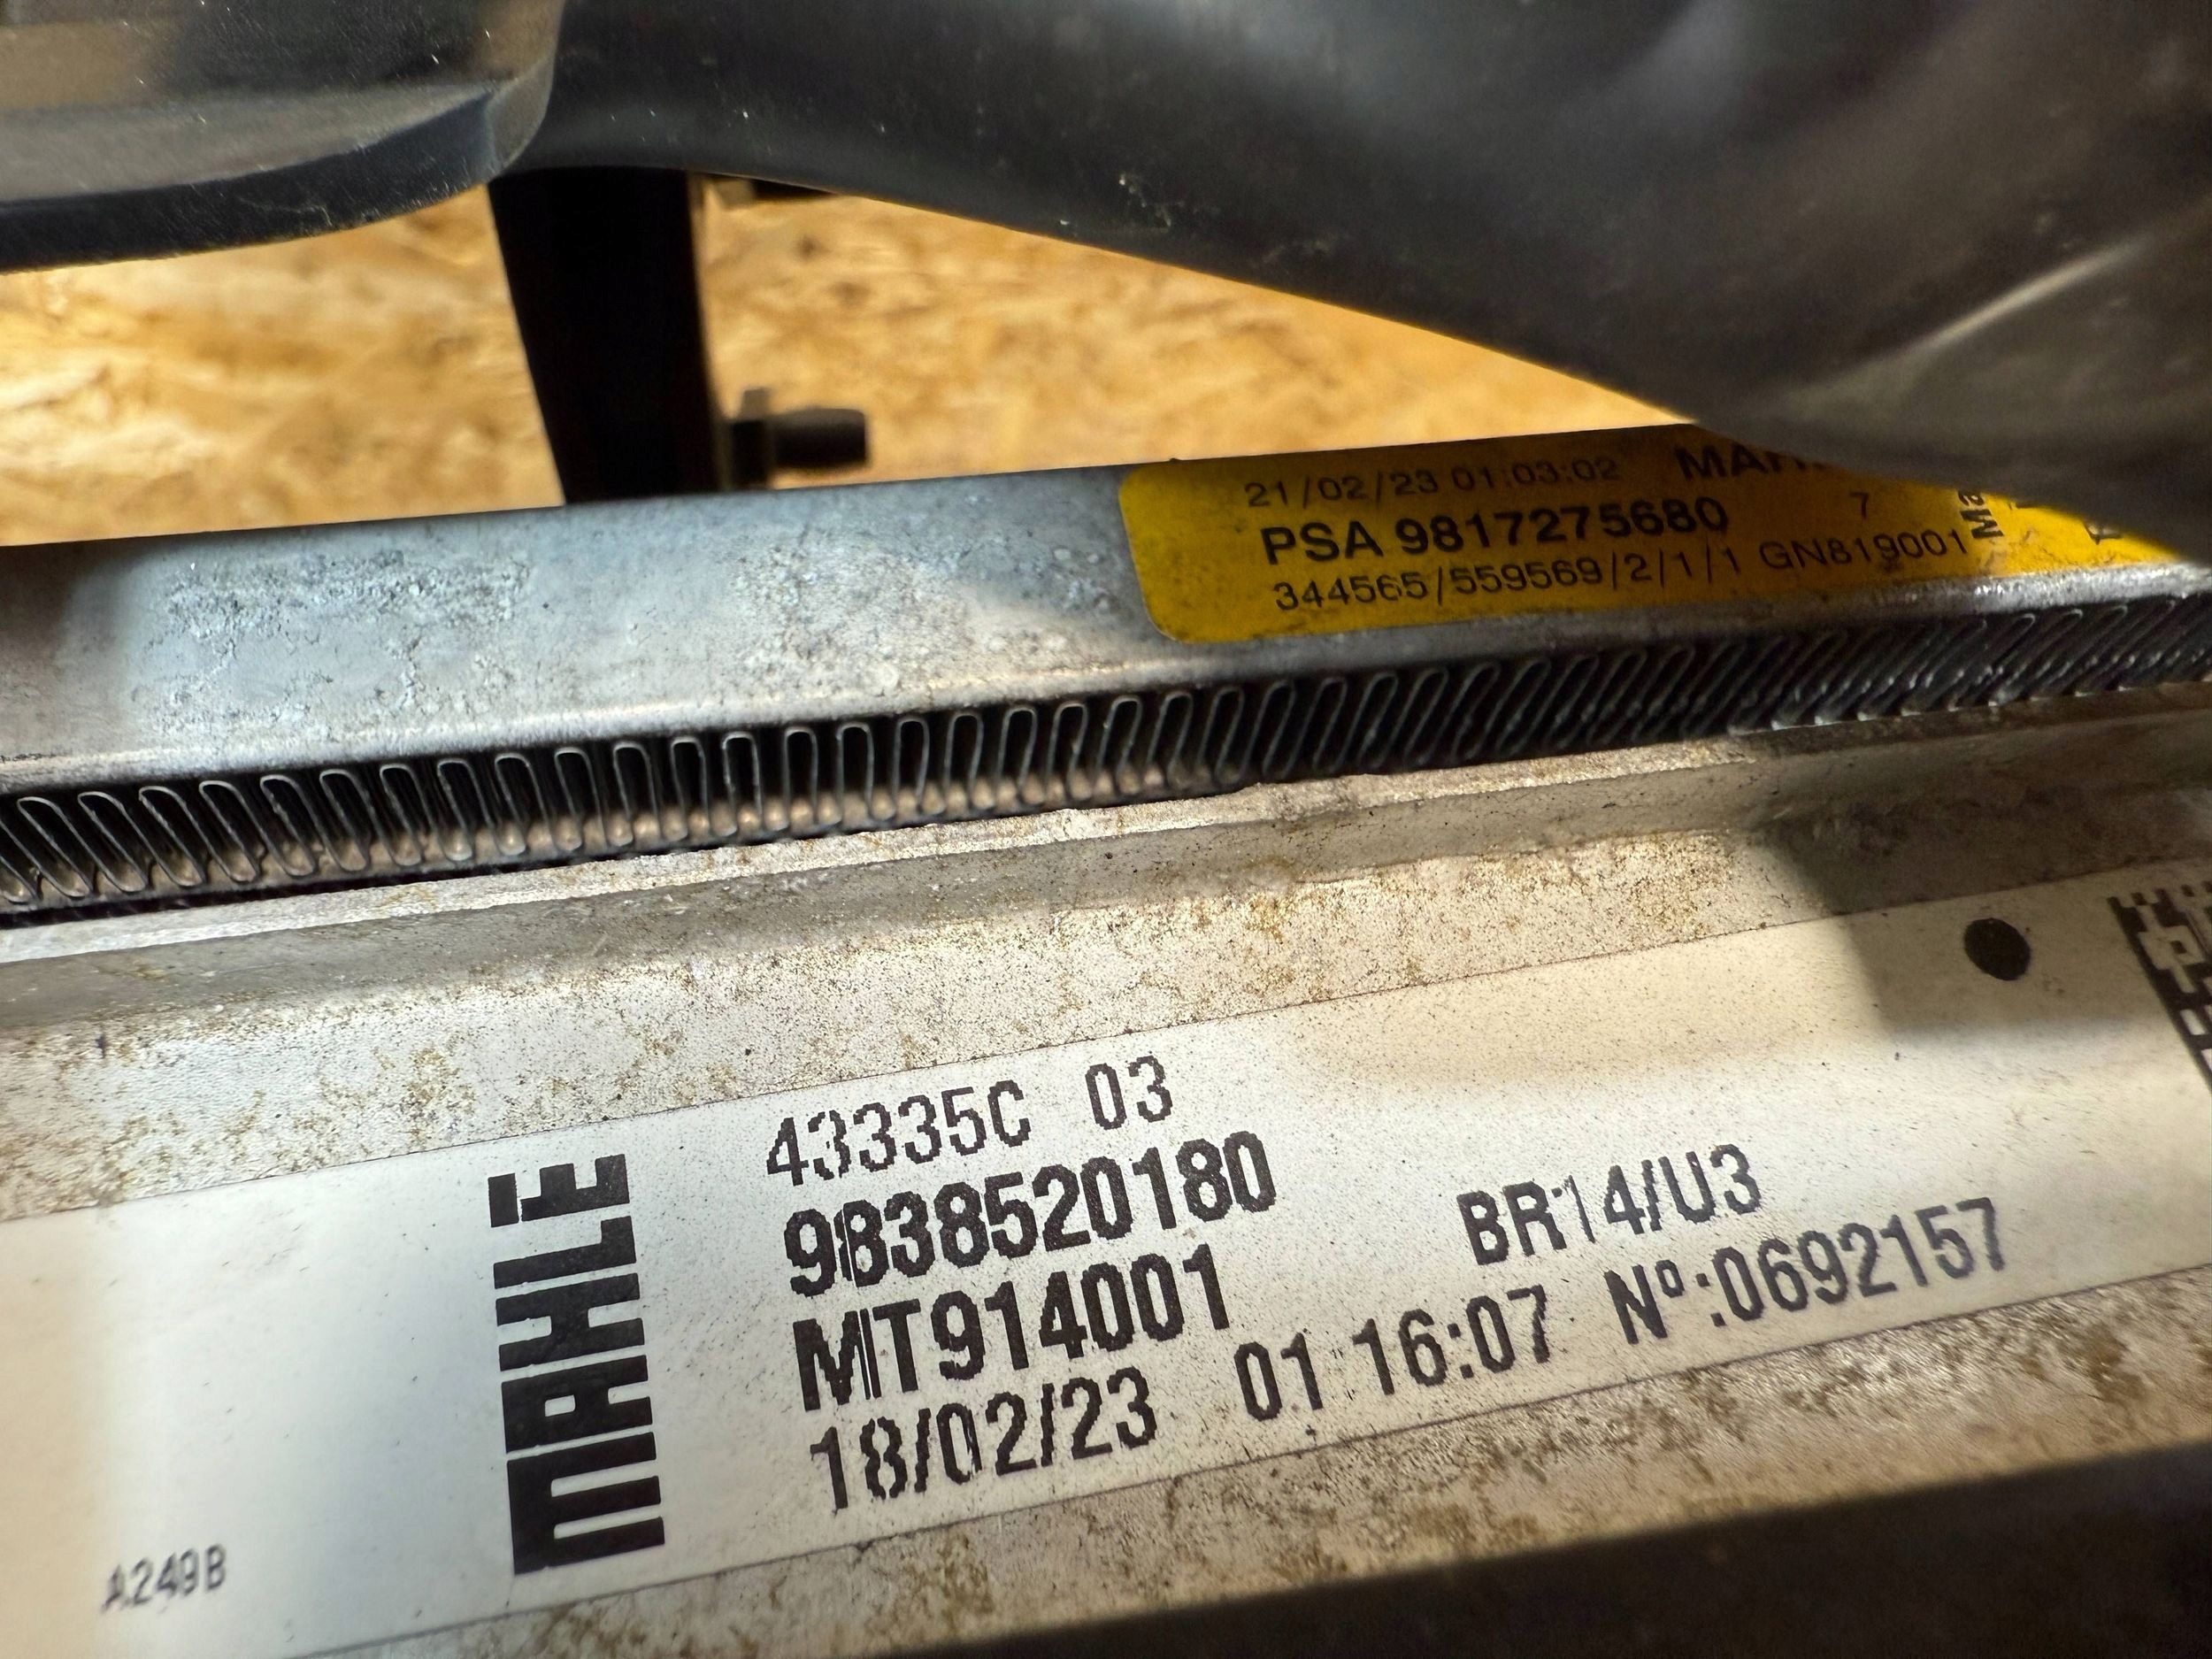 21/02/23 01:03:02
PSA 9817275680
7
344565/559569/2/1/1 GN819001
MAHLE
43335C 03
9838520180
MT914001
BR14/U3
18/02/23 01 16:07 Nº:0692157
A249B